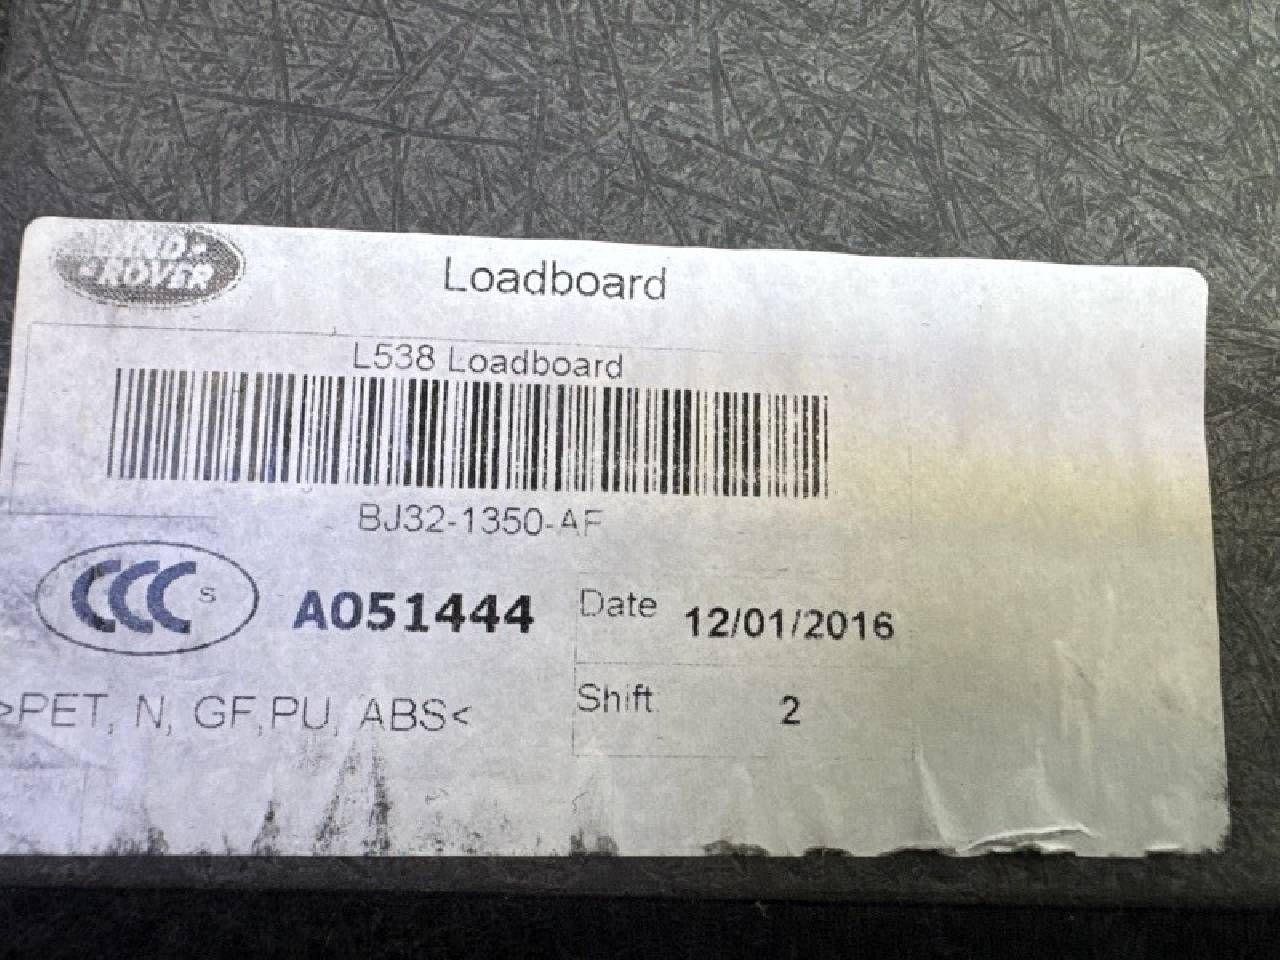 LAND
ROVER
Loadboard
L538 Loadboard
BJ32-1350-AF
CCC S
A051444
Date 12/01/2016
Shift 2
>PET, N, GF,PU, ABS<